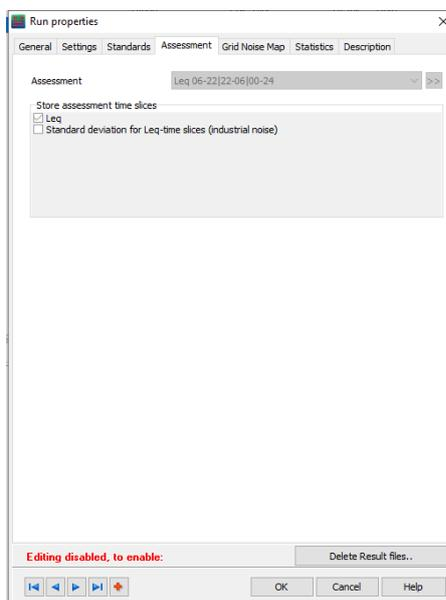 Run properties
General Settings Standards Assessment Grid Noise Map Statistics Description
Assessment Leq 06-22|22-06|00-24 >>
Store assessment time slices
Leq
Standard deviation for Leq-time slices (industrial noise)
Editing disabled, to enable: Delete Result files..
OK Cancel Help